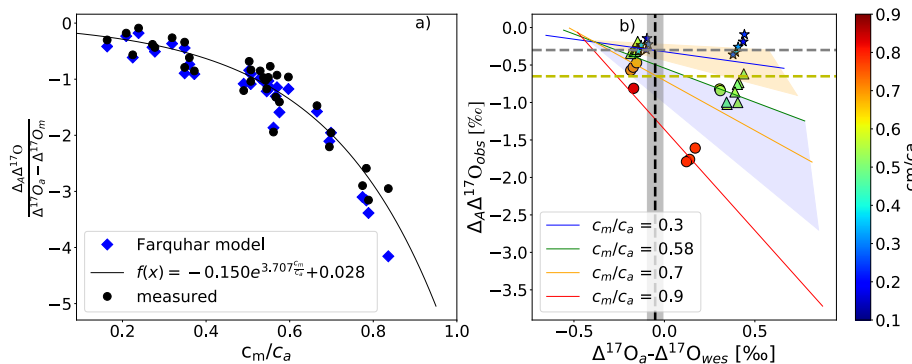 a)
0
−1
−2
−3
−4
−5
Δ_AΔ^17O
Δ^17O_a − Δ^17O_m
Farquhar model
f(x) = −0.150e^{3.707 c_m/c_a}+0.028
measured
0.2 0.4 0.6 0.8 1.0
c_m/c_a
b)
0.0
−0.5
−1.0
−1.5
−2.0
−2.5
−3.0
−3.5
Δ_AΔ^17O_obs [‰]
c_m/c_a = 0.3
c_m/c_a = 0.58
c_m/c_a = 0.7
c_m/c_a = 0.9
−0.5 0.0 0.5
Δ^17O_a-Δ^17O_wes [‰]
0.9
0.8
0.7
0.6
0.5
0.4
0.3
0.2
0.1
cm/ca